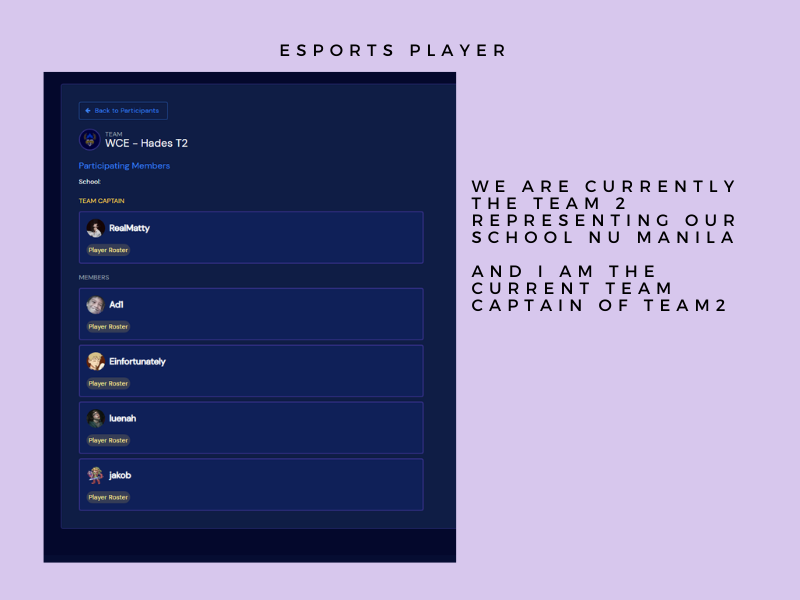 ESPORTS PLAYER
← Back to Participants
TEAM
WCE - Hades T2
Participating Members
School:
TEAM CAPTAIN
RealMatty
Player Roster
MEMBERS
Ad1
Player Roster
Einfortunately
Player Roster
luenah
Player Roster
jakob
Player Roster
WE ARE CURRENTLY
THE TEAM 2
REPRESENTING OUR
SCHOOL NU MANILA
AND I AM THE
CURRENT TEAM
CAPTAIN OF TEAM2